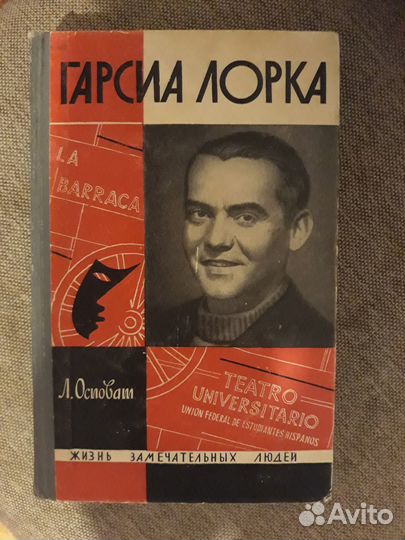 ГАРСИА ЛОРКА
LA
BARRACA
Л. Осповат
TEATRO
UNIVERSITARIO
UNION FEDERAL DE ESTUDIANTES HISPANOS
ЖИЗНЬ ЗАМЕЧАТЕЛЬНЫХ ЛЮДЕЙ
Avito